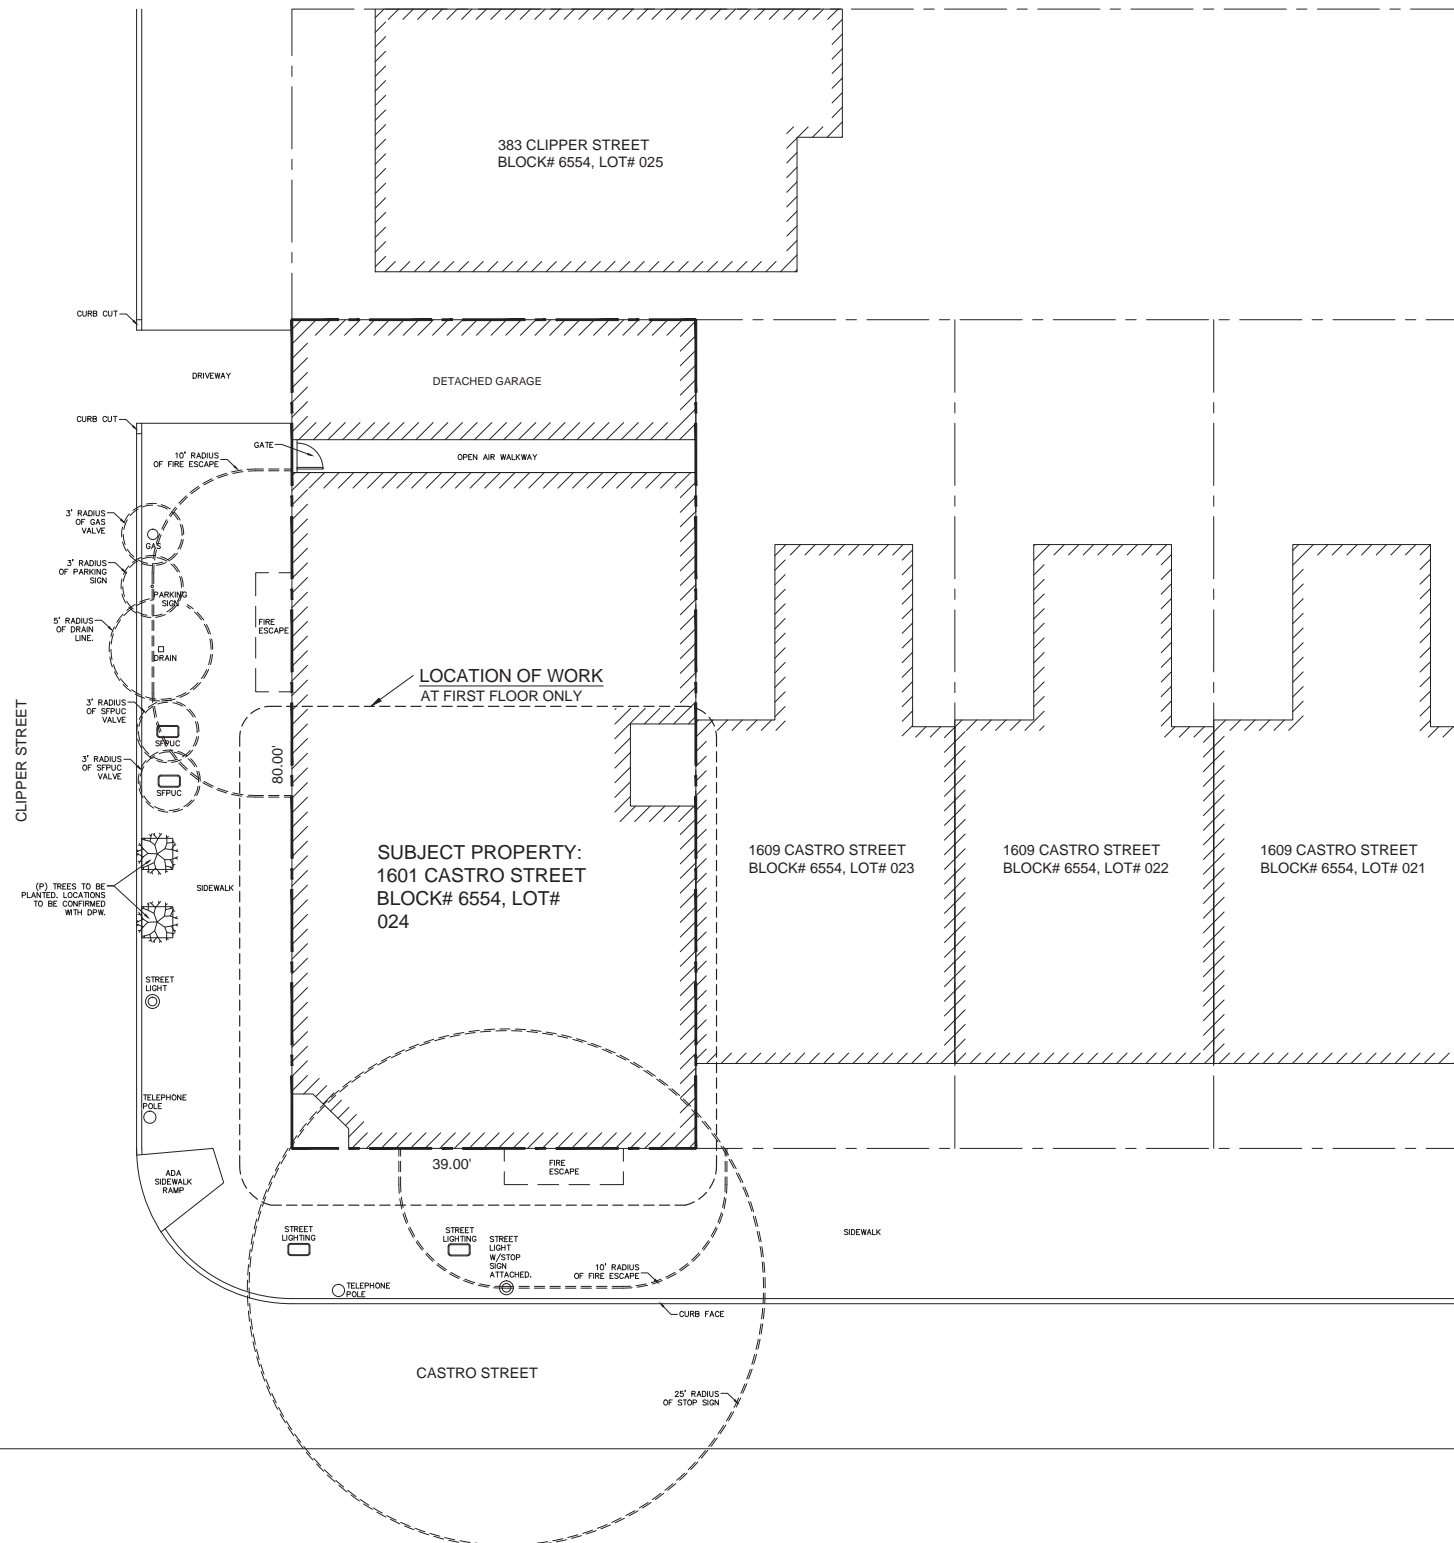 383 CLIPPER STREET
BLOCK# 6554, LOT# 025
CURB CUT
DRIVEWAY
DETACHED GARAGE
CURB CUT
GATE
10' RADIUS
OF FIRE ESCAPE
OPEN AIR WALKWAY
3' RADIUS
OF GAS
VALVE
GAS
3' RADIUS
OF PARKING
SIGN
PARKING
SIGN
5' RADIUS
OF DRAIN
LINE.
DRAIN
FIRE
ESCAPE
LOCATION OF WORK
AT FIRST FLOOR ONLY
3' RADIUS
OF SFPUC
VALVE
SFPUC
3' RADIUS
OF SFPUC
VALVE
SFPUC
CLIPPER STREET
80.00'
SUBJECT PROPERTY:
1601 CASTRO STREET
BLOCK# 6554, LOT#
024
1609 CASTRO STREET
BLOCK# 6554, LOT# 023
1609 CASTRO STREET
BLOCK# 6554, LOT# 022
1609 CASTRO STREET
BLOCK# 6554, LOT# 021
(P) TREES TO BE
PLANTED. LOCATIONS
TO BE CONFIRMED
WITH DPW.
SIDEWALK
STREET
LIGHT
TELEPHONE
POLE
ADA
SIDEWALK
RAMP
39.00'
FIRE
ESCAPE
STREET
LIGHTING
STREET
LIGHTING
STREET
LIGHT
W/STOP
SIGN
ATTACHED.
SIDEWALK
10' RADIUS
OF FIRE ESCAPE
TELEPHONE
POLE
CURB FACE
CASTRO STREET
25' RADIUS
OF STOP SIGN